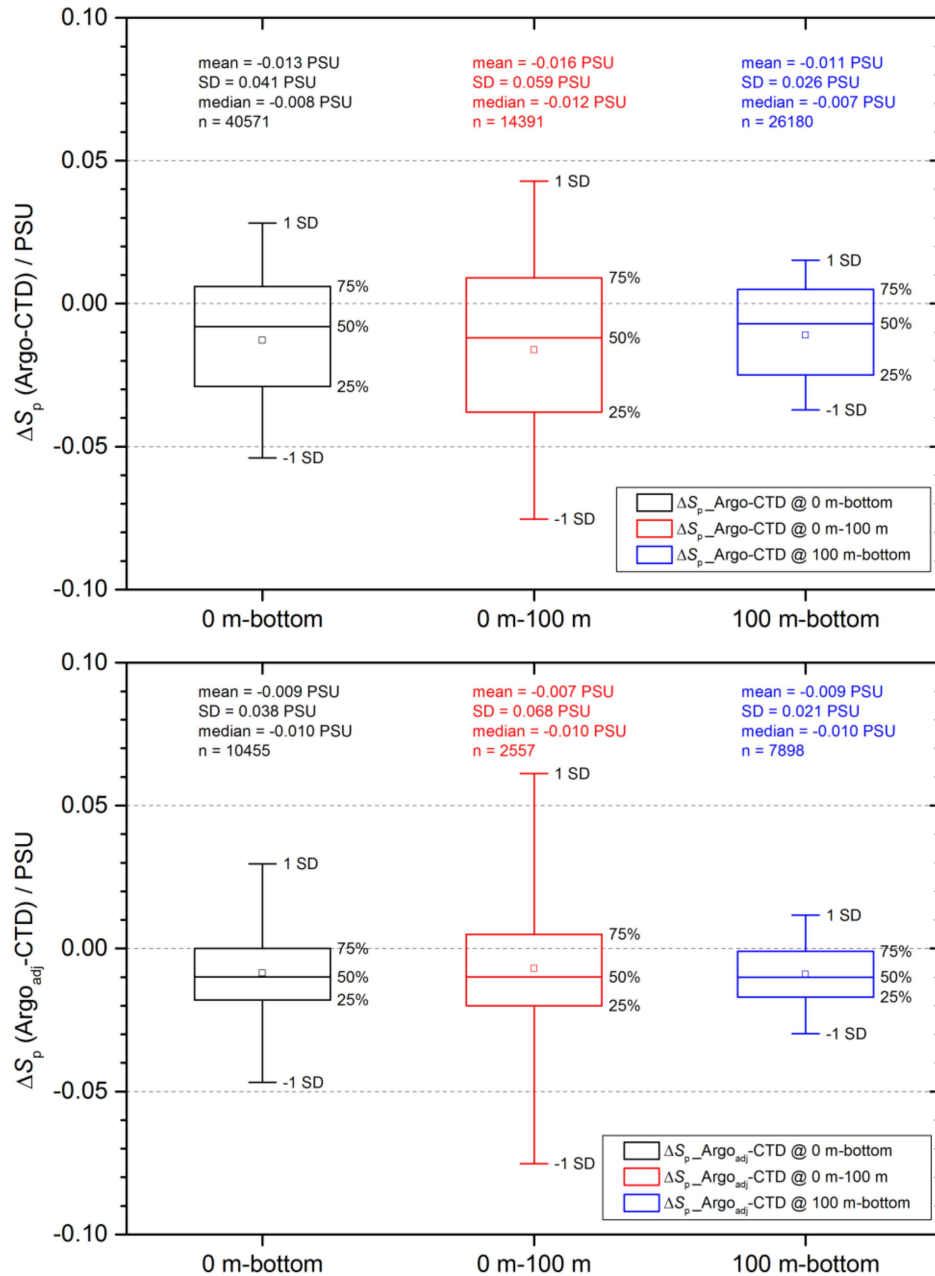 0.10
mean = -0.013 PSU
SD = 0.041 PSU
median = -0.008 PSU
n = 40571
mean = -0.016 PSU
SD = 0.059 PSU
median = -0.012 PSU
n = 14391
mean = -0.011 PSU
SD = 0.026 PSU
median = -0.007 PSU
n = 26180
0.05
0.00
-0.05
-0.10
ΔSp (Argo-CTD) / PSU
1 SD
75%
50%
25%
-1 SD
1 SD
75%
50%
25%
-1 SD
1 SD
75%
50%
25%
-1 SD
ΔSp_Argo-CTD @ 0 m-bottom
ΔSp_Argo-CTD @ 0 m-100 m
ΔSp_Argo-CTD @ 100 m-bottom
0 m-bottom
0 m-100 m
100 m-bottom
0.10
mean = -0.009 PSU
SD = 0.038 PSU
median = -0.010 PSU
n = 10455
mean = -0.007 PSU
SD = 0.068 PSU
median = -0.010 PSU
n = 2557
mean = -0.009 PSU
SD = 0.021 PSU
median = -0.010 PSU
n = 7898
0.05
0.00
-0.05
-0.10
ΔSp (Argoadj-CTD) / PSU
1 SD
75%
50%
25%
-1 SD
1 SD
75%
50%
25%
-1 SD
1 SD
75%
50%
25%
-1 SD
ΔSp_Argoadj-CTD @ 0 m-bottom
ΔSp_Argoadj-CTD @ 0 m-100 m
ΔSp_Argoadj-CTD @ 100 m-bottom
0 m-bottom
0 m-100 m
100 m-bottom